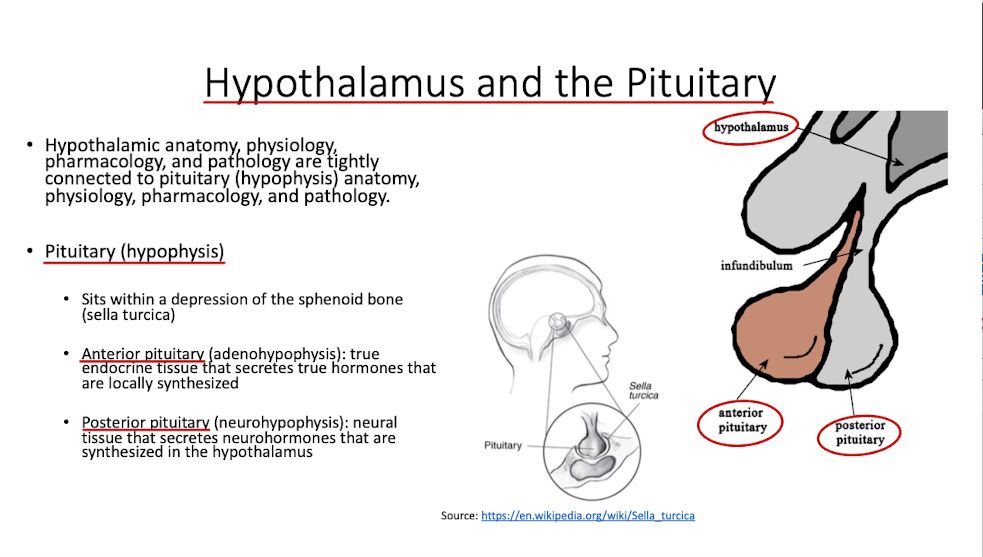 Hypothalamus and the Pituitary
• Hypothalamic anatomy, physiology,
pharmacology, and pathology are tightly
connected to pituitary (hypophysis) anatomy,
physiology, pharmacology, and pathology.
• Pituitary (hypophysis)
• Sits within a depression of the sphenoid bone
(sella turcica)
• Anterior pituitary (adenohypophysis): true
endocrine tissue that secretes true hormones that
are locally synthesized
• Posterior pituitary (neurohypophysis): neural
tissue that secretes neurohormones that are
synthesized in the hypothalamus
Sella
turcica
Pituitary
Source: https://en.wikipedia.org/wiki/Sella_turcica
hypothalamus
infundibulum
anterior
pituitary
posterior
pituitary